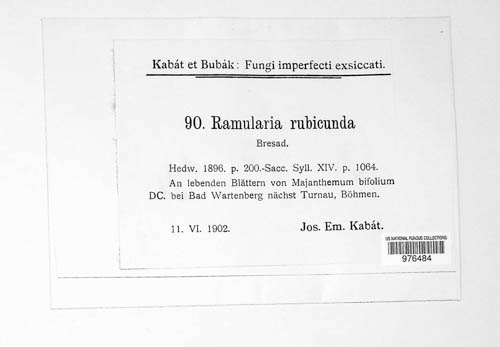 Kabát et Bubák: Fungi imperfecti exsiccati.
90. Ramularia rubicunda
Bresad.
Hedw. 1896. p. 200.-Sacc. Syll. XIV. p. 1064.
An lebenden Blättern von Majanthemum bifolium
DC. bei Bad Wartenberg nächst Turnau, Böhmen.
11. VI. 1902. Jos. Em. Kabát.
US NATIONAL FUNGUS COLLECTIONS
976484